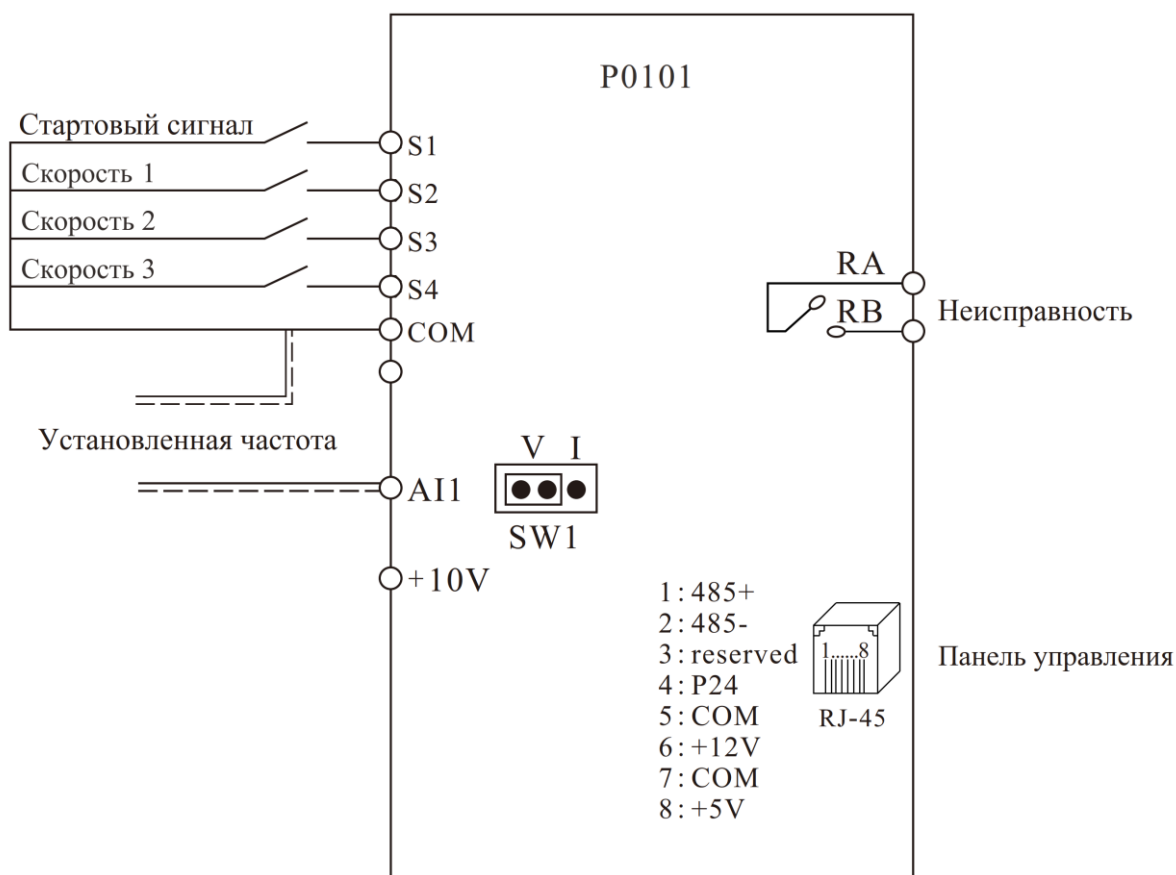 P0101
Стартовый сигнал
S1
Скорость 1
S2
Скорость 2
S3
Скорость 3
S4
COM
RA
RB
Неисправность
Установленная частота
AI1
V I
SW1
+10V
1: 485+
2: 485-
3: reserved
4: P24
5: COM
6: +12V
7: COM
8: +5V
1......8
RJ-45
Панель управления